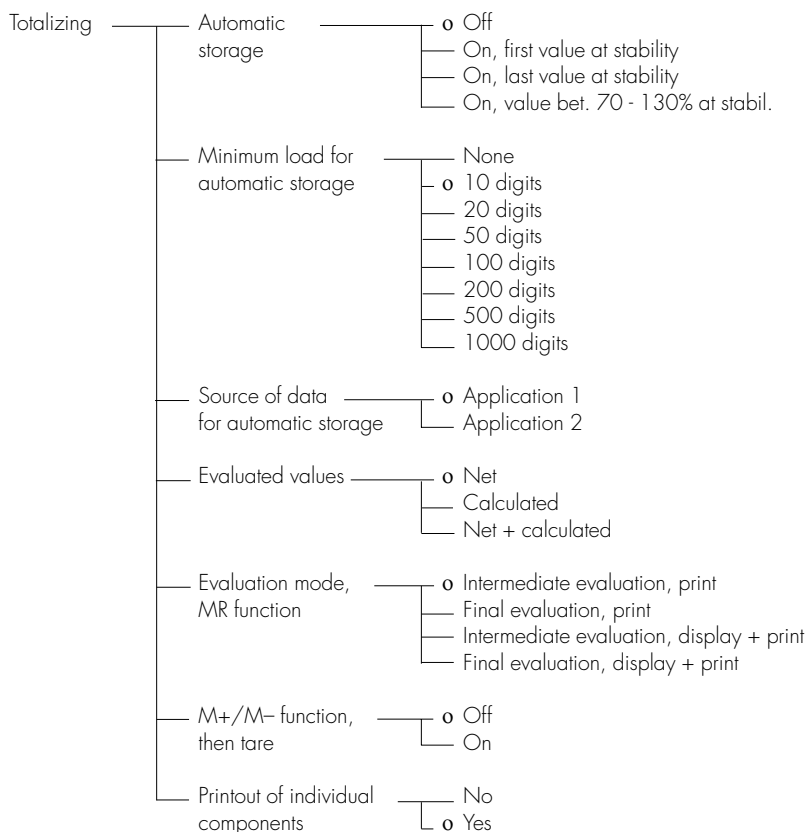 Totalizing
Automatic
storage
o Off
On, first value at stability
On, last value at stability
On, value bet. 70 - 130% at stabil.
Minimum load for
automatic storage
None
o 10 digits
20 digits
50 digits
100 digits
200 digits
500 digits
1000 digits
Source of data
for automatic storage
o Application 1
Application 2
Evaluated values
o Net
Calculated
Net + calculated
Evaluation mode,
MR function
o Intermediate evaluation, print
Final evaluation, print
Intermediate evaluation, display + print
Final evaluation, display + print
M+/M– function,
then tare
o Off
On
Printout of individual
components
No
o Yes